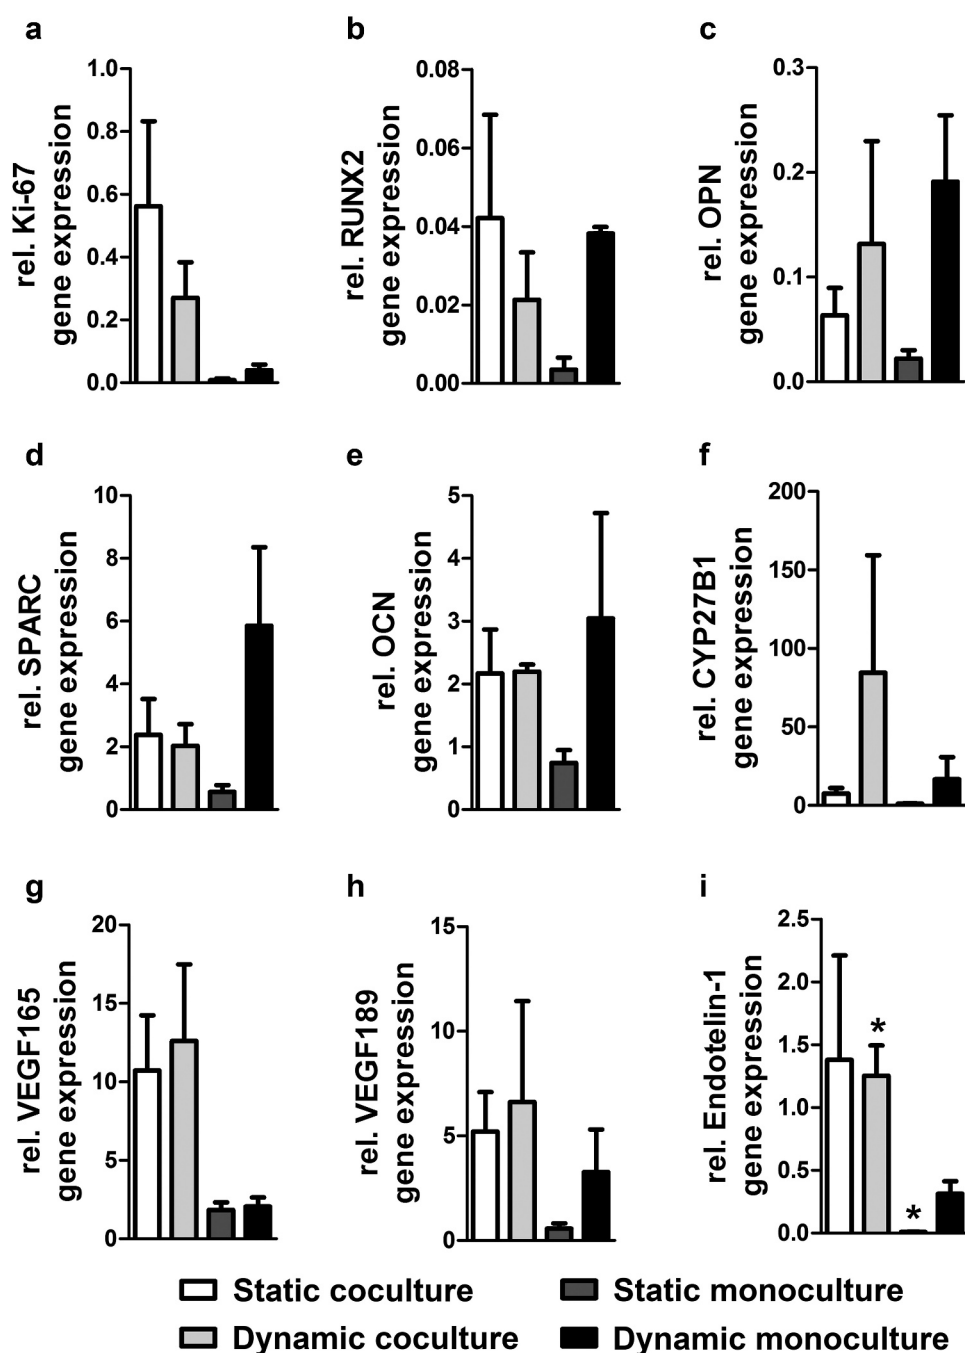 a
b
c
rel. Ki-67
gene expression
1.0
0.8
0.6
0.4
0.2
0.0
rel. RUNX2
gene expression
0.08
0.06
0.04
0.02
0.00
rel. OPN
gene expression
0.3
0.2
0.1
0.0
d
e
f
rel. SPARC
gene expression
10
8
6
4
2
0
rel. OCN
gene expression
5
4
3
2
1
0
rel. CYP27B1
gene expression
200
150
100
50
0
g
h
i
rel. VEGF165
gene expression
20
15
10
5
0
rel. VEGF189
gene expression
15
10
5
0
rel. Endotelin-1
gene expression
2.5
2.0
1.5
1.0
0.5
0.0
*
*
Static coculture
Static monoculture
Dynamic coculture
Dynamic monoculture